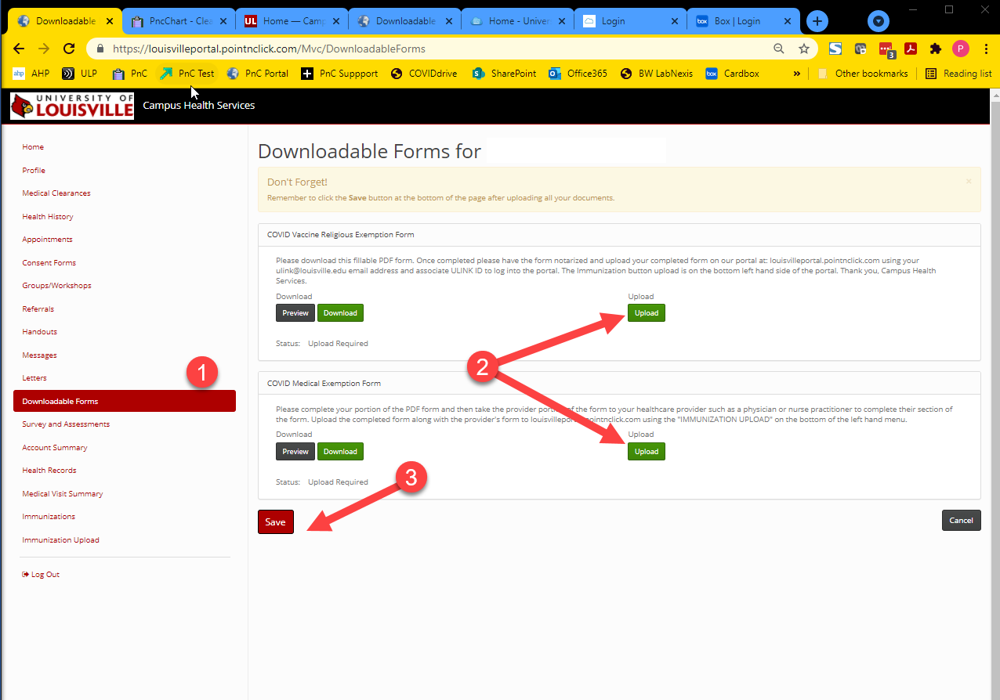 Downloadable
PncChart - Clea
UL Home — Camp
Downloadable
Home - Univer
Login
box Box | Login
https://louisvilleportal.pointnclick.com/Mvc/DownloadableForms
3
P
ahp AHP
ULP
PnC
PnC Test
PnC Portal
PnC Suppport
COVIDdrive
SharePoint
Office365
BW LabNexis
box Cardbox
»
Other bookmarks
Reading list
UNIVERSITY OF
LOUISVILLE
Campus Health Services
Home
Profile
Medical Clearances
Health History
Appointments
Consent Forms
Groups/Workshops
Referrals
Handouts
Messages
Letters
1
Downloadable Forms
Survey and Assessments
Account Summary
Health Records
Medical Visit Summary
Immunizations
Immunization Upload
Log Out
Downloadable Forms for
Don't Forget!
×
Remember to click the Save button at the bottom of the page after uploading all your documents.
COVID Vaccine Religious Exemption Form
Please download this fillable PDF form. Once completed please have the form notarized and upload your completed form on our portal at: louisvilleportal.pointnclick.com using your
ulink@louisville.edu email address and associate ULINK ID to log into the portal. The Immunization button upload is on the bottom left hand side of the portal. Thank you, Campus Health
Services.
Download
Upload
Preview
Download
Upload
Status: Upload Required
2
COVID Medical Exemption Form
Please complete your portion of the PDF form and then take the provider portion of the form to your healthcare provider such as a physician or nurse practitioner to complete their section of
the form. Upload the completed form along with the provider's form to louisvilleportal.pointnclick.com using the "IMMUNIZATION UPLOAD" on the bottom of the left hand menu.
Download
Upload
Preview
Download
Upload
Status: Upload Required
3
Save
Cancel